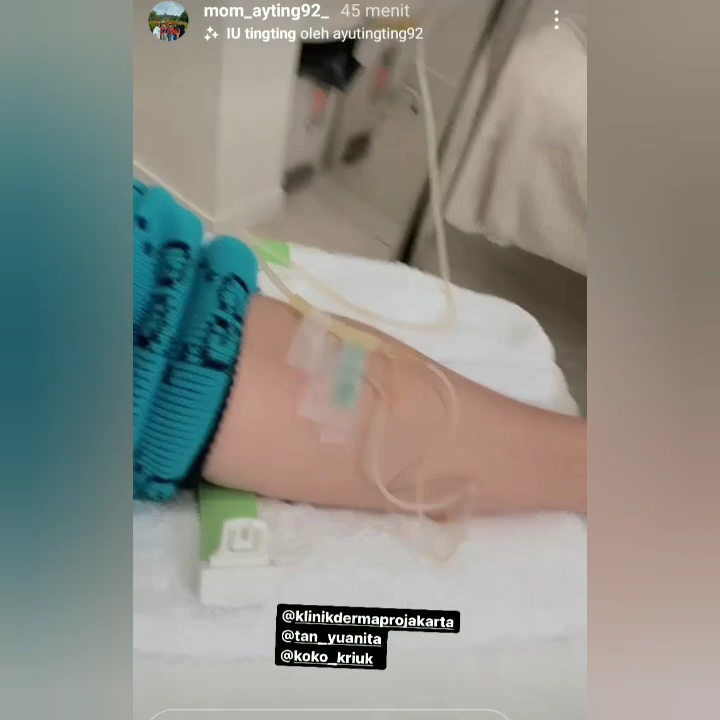 mom_ayting92_ 45 menit
IU tingting oleh ayutingting92
@klinikdermaprojakarta
@tan_yuanita
@koko_kriuk